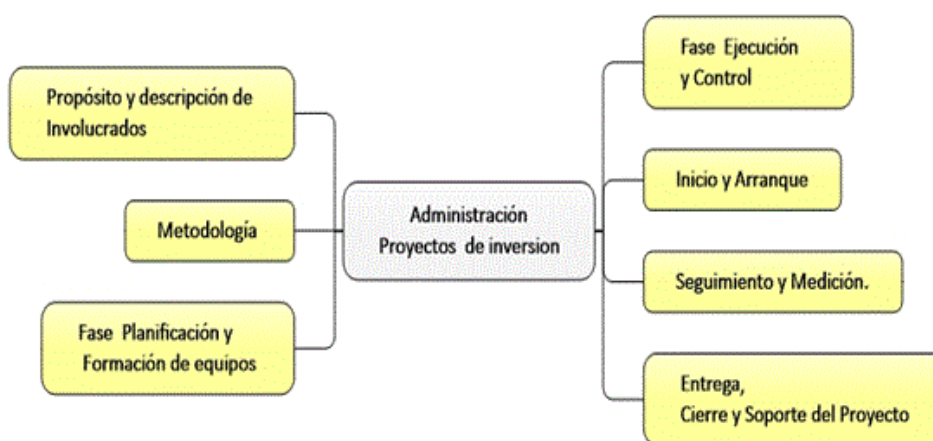 Propósito y descripción de
Involucrados
Metodología
Fase Planificación y
Formación de equipos
Administración
Proyectos de inversion
Fase Ejecución
y Control
Inicio y Arranque
Seguimiento y Medición.
Entrega,
Cierre y Soporte del Proyecto